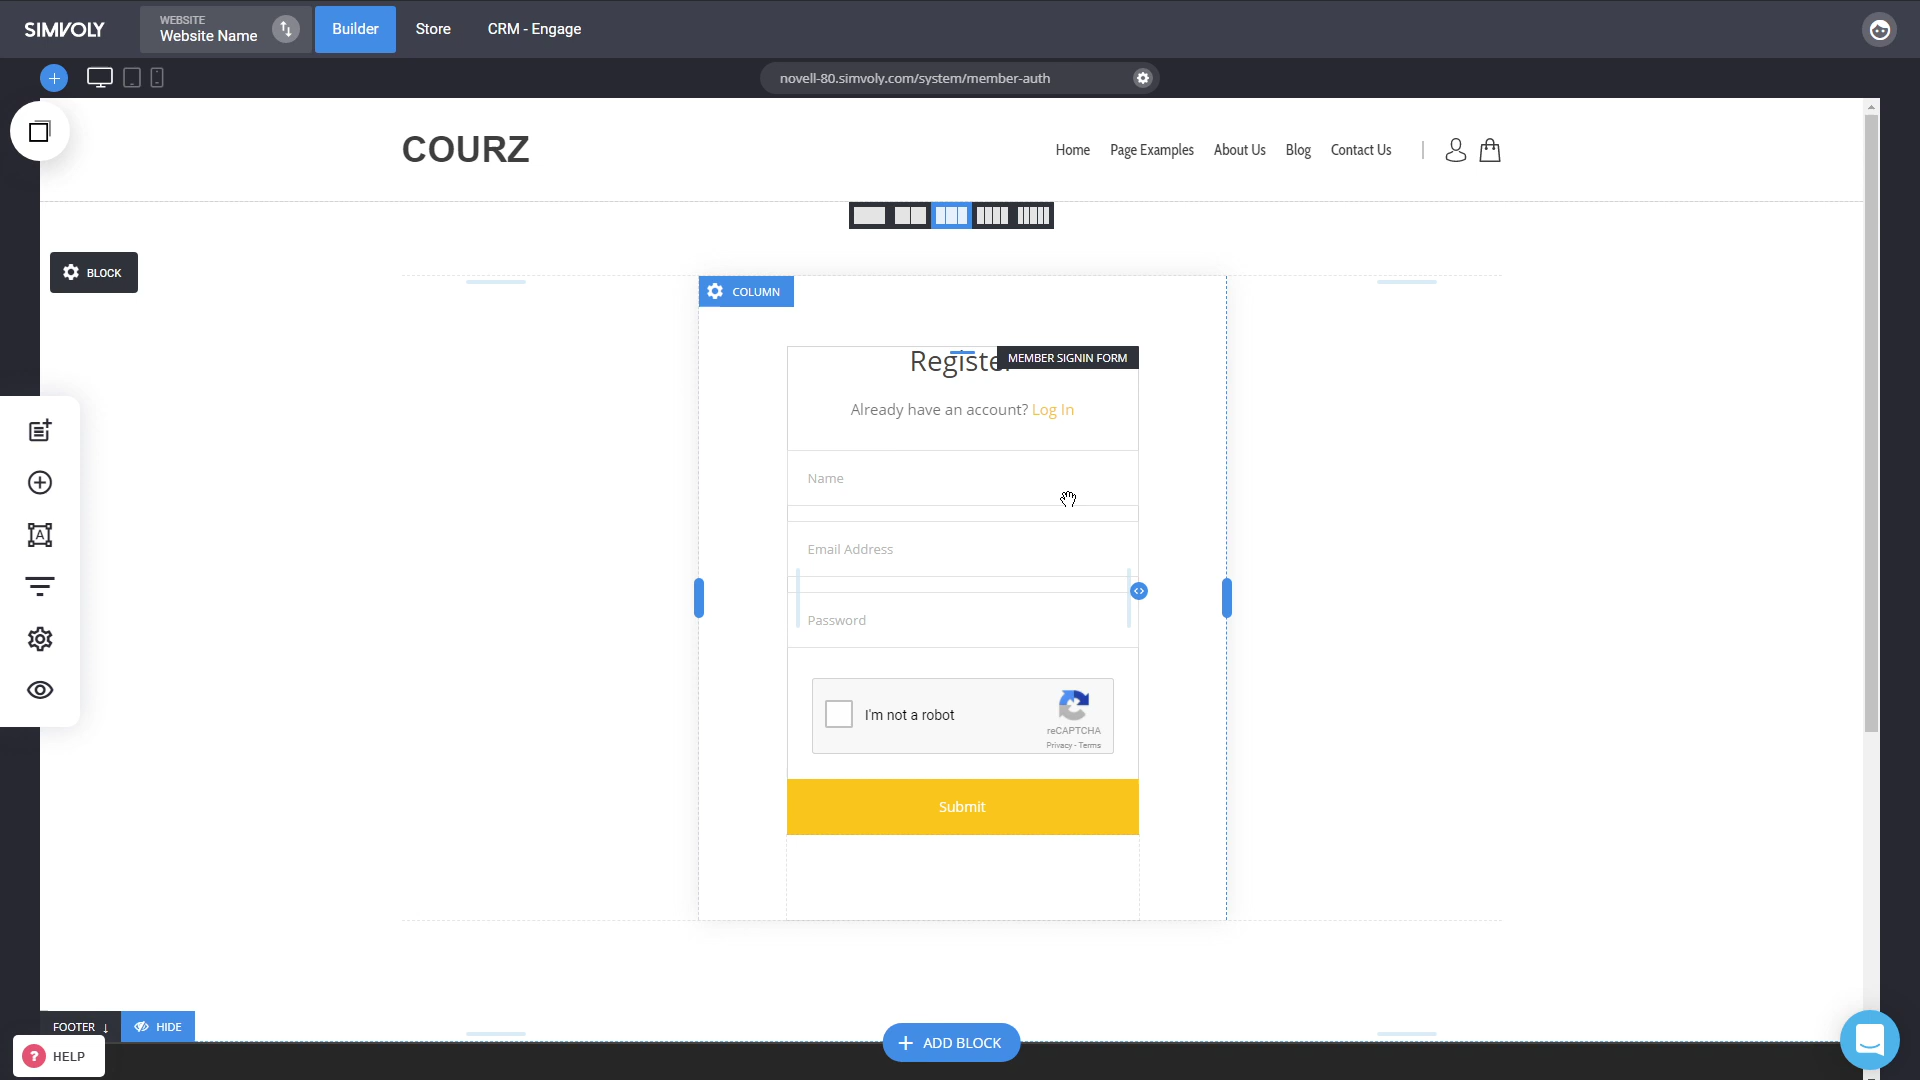 SIMVOLY
WEBSITE
Website Name
Builder
Store
CRM - Engage
novell-80.simvoly.com/system/member-auth
COURZ
Home
Page Examples
About Us
Blog
Contact Us
BLOCK
COLUMN
Register
MEMBER SIGNIN FORM
Already have an account? Log In
Name
Email Address
Password
I'm not a robot
reCAPTCHA
Privacy - Terms
Submit
FOOTER
HIDE
? HELP
+ ADD BLOCK